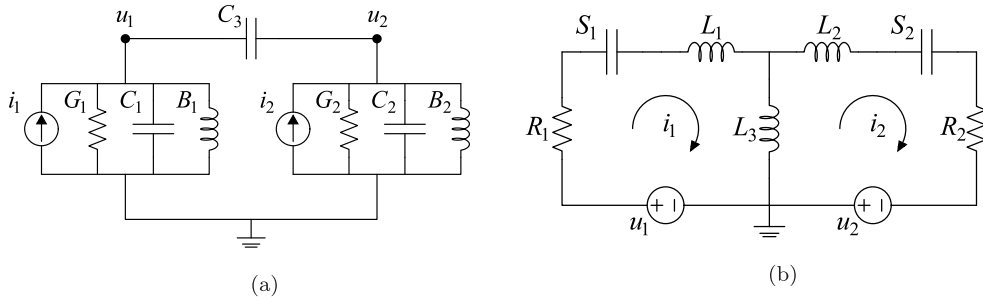 u₁ C₃ u₂
i₁ G₁ C₁ B₁ i₂ G₂ C₂ B₂
(a)
S₁ L₁ L₂ S₂
R₁ i₁ L₃ i₂ R₂
u₁ + − u₂ + −
(b)